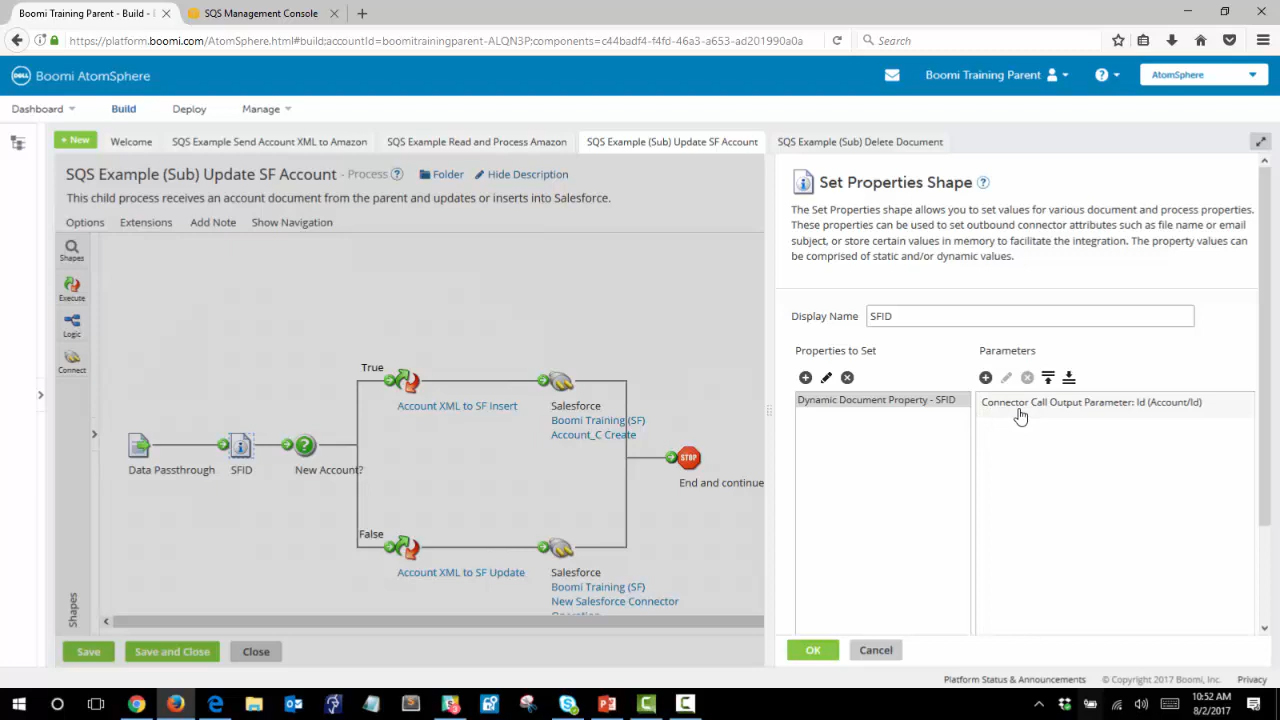 Boomi Training Parent - Build - (
SQS Management Console
https://platform.boomi.com/AtomSphere.html#build;accountId=boomitrainingparent-ALQN3P;components=c44badf4-f4fd-46a3-a653-ad201990a0a
Search
DELL
Boomi AtomSphere
Boomi Training Parent
AtomSphere
Dashboard
Build
Deploy
Manage
+ New
Welcome
SQS Example Send Account XML to Amazon
SQS Example Read and Process Amazon
SQS Example (Sub) Update SF Account
SQS Example (Sub) Delete Document
SQS Example (Sub) Update SF Account - Process
Folder
Hide Description
This child process receives an account document from the parent and updates or inserts into Salesforce.
Options
Extensions
Add Note
Show Navigation
Shapes
Execute
Logic
Connect
Shapes
True
Account XML to SF Insert
Salesforce
Boomi Training (SF)
Account_C Create
Data Passthrough
SFID
New Account?
STOP
End and continue
False
Account XML to SF Update
Salesforce
Boomi Training (SF)
New Salesforce Connector
Operation
Save
Save and Close
Close
Set Properties Shape
The Set Properties shape allows you to set values for various document and process properties.
These properties can be used to set outbound connector attributes such as file name or email
subject, or store certain values in memory to facilitate the integration. The property values can
be comprised of static and/or dynamic values.
Display Name
SFID
Properties to Set
Parameters
Dynamic Document Property - SFID
Connector Call Output Parameter: Id (Account/Id)
OK
Cancel
Platform Status & Announcements
© Copyright 2017 Boomi, Inc.
Privacy
10:52 AM
8/2/2017